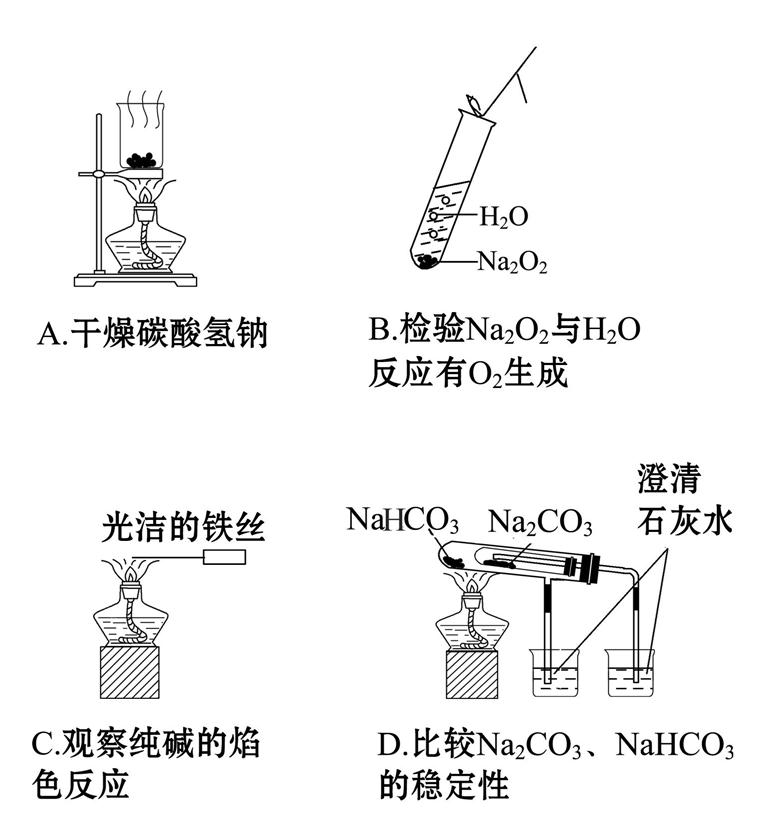 H₂O
Na₂O₂
A.干燥碳酸氢钠
B.检验Na₂O₂与H₂O
反应有O₂生成
光洁的铁丝
NaHCO₃
Na₂CO₃
澄清
石灰水
C.观察纯碱的焰
色反应
D.比较Na₂CO₃、NaHCO₃
的稳定性